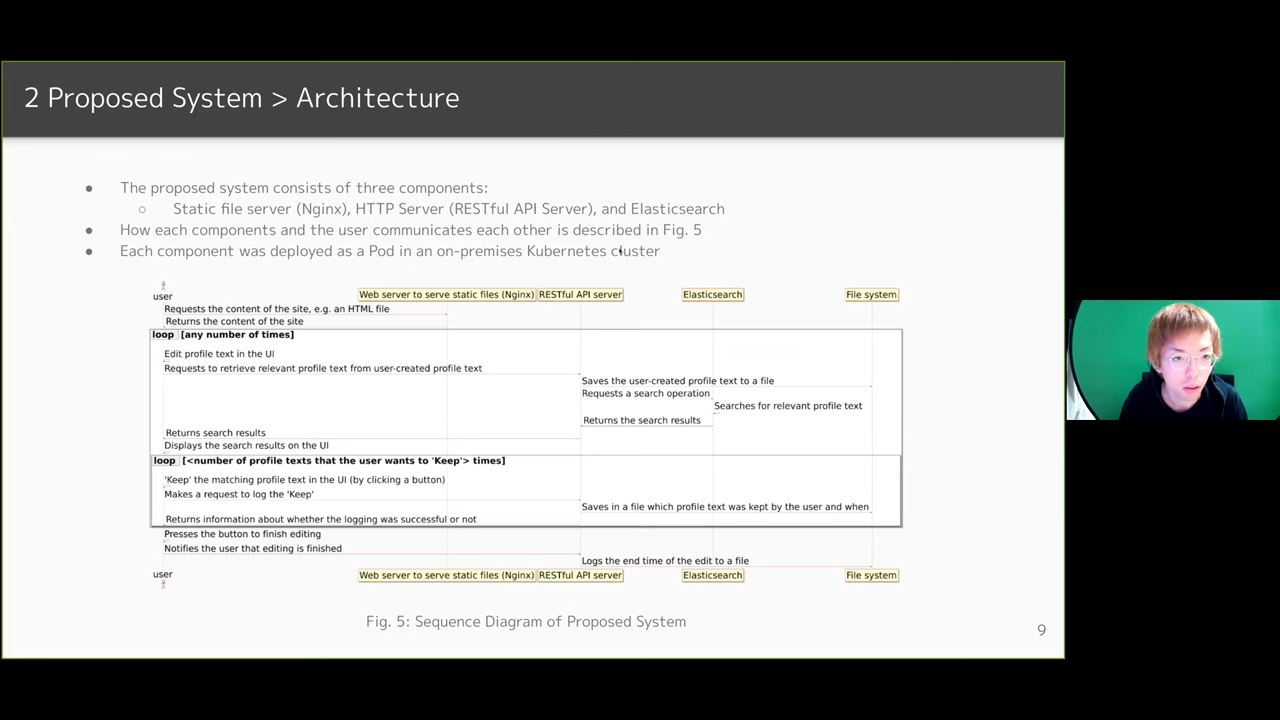 2 Proposed System > Architecture
● The proposed system consists of three components:
○ Static file server (Nginx), HTTP Server (RESTful API Server), and Elasticsearch
● How each components and the user communicates each other is described in Fig. 5
● Each component was deployed as a Pod in an on-premises Kubernetes cluster
user Web server to serve static files (Nginx) RESTful API server Elasticsearch File system
Requests the content of the site, e.g. an HTML file
Returns the content of the site
loop [any number of times]
Edit profile text in the UI
Requests to retrieve relevant profile text from user-created profile text
Saves the user-created profile text to a file
Requests a search operation
Searches for relevant profile text
Returns the search results
Returns search results
Displays the search results on the UI
loop [<number of profile texts that the user wants to 'Keep'> times]
'Keep' the matching profile text in the UI (by clicking a button)
Makes a request to log the 'Keep'
Saves in a file which profile text was kept by the user and when
Returns information about whether the logging was successful or not
Presses the button to finish editing
Notifies the user that editing is finished
Logs the end time of the edit to a file
user Web server to serve static files (Nginx) RESTful API server Elasticsearch File system
Fig. 5: Sequence Diagram of Proposed System
9